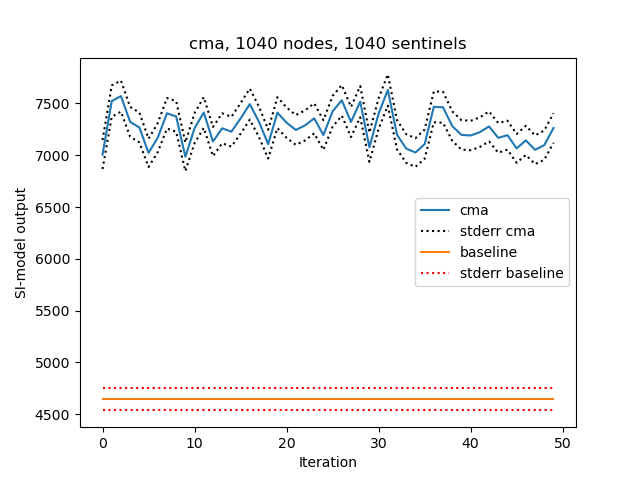 cma, 1040 nodes, 1040 sentinels
SI-model output
7500
7000
6500
6000
5500
5000
4500
cma
stderr cma
baseline
stderr baseline
0 10 20 30 40 50
Iteration